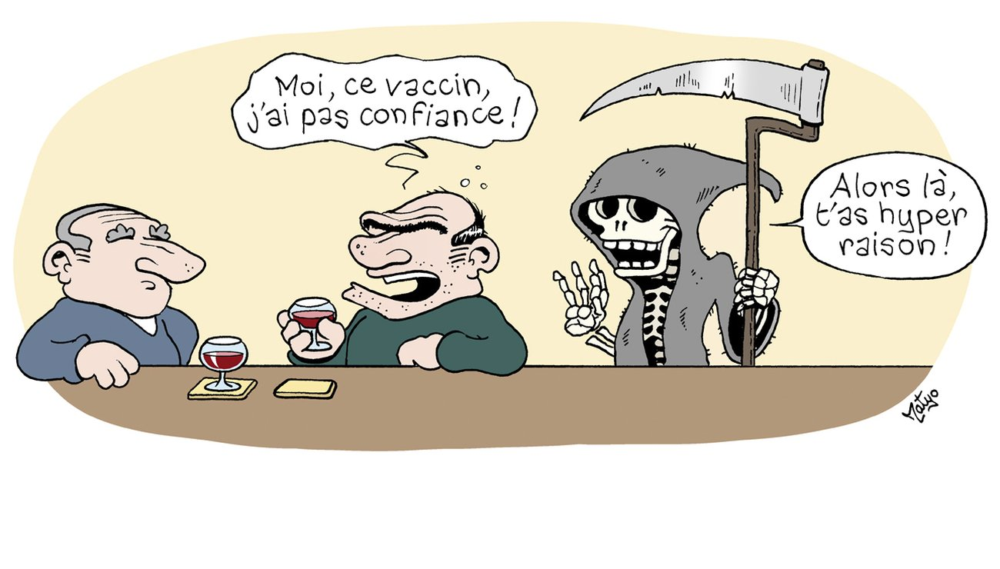 Moi, ce vaccin,
j'ai pas confiance !
Alors là,
t'as hyper
raison !
Matyo